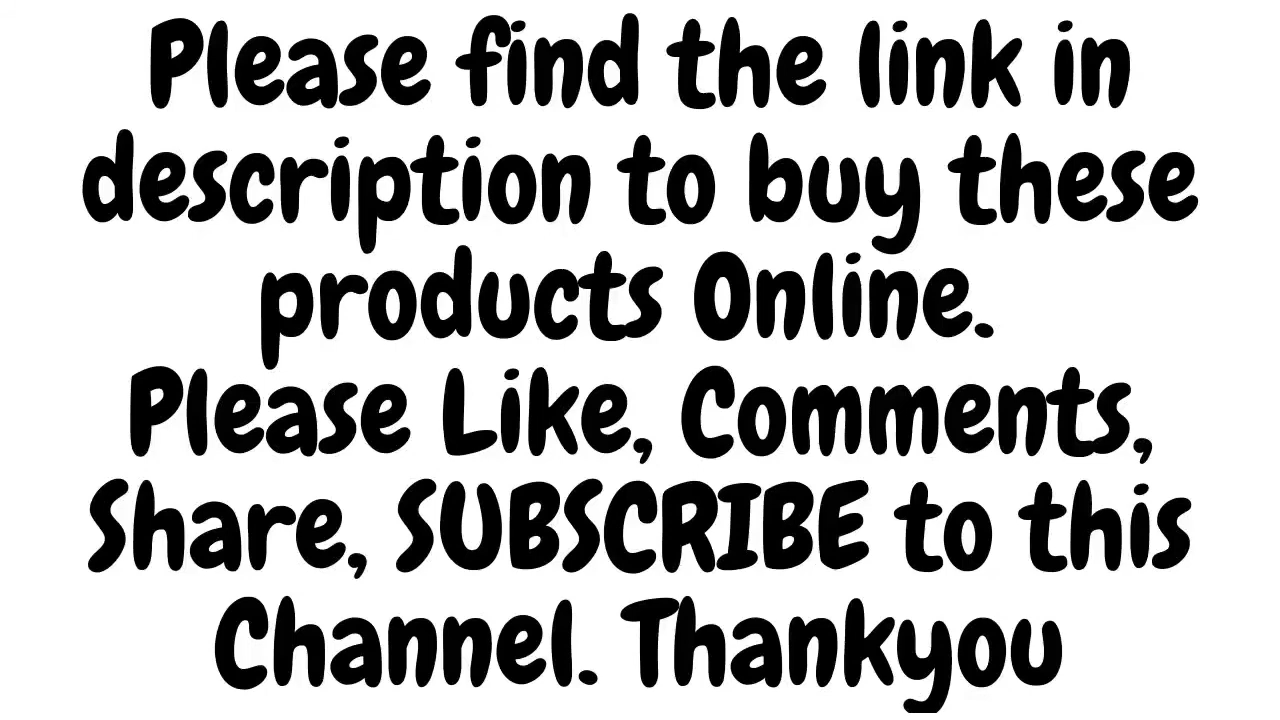 Please find the link in
description to buy these
products Online.
Please Like, Comments,
Share, SUBSCRIBE to this
Channel. Thankyou